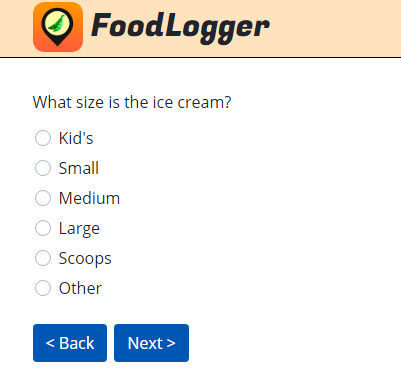 FoodLogger
What size is the ice cream?
Kid's
Small
Medium
Large
Scoops
Other
< Back Next >